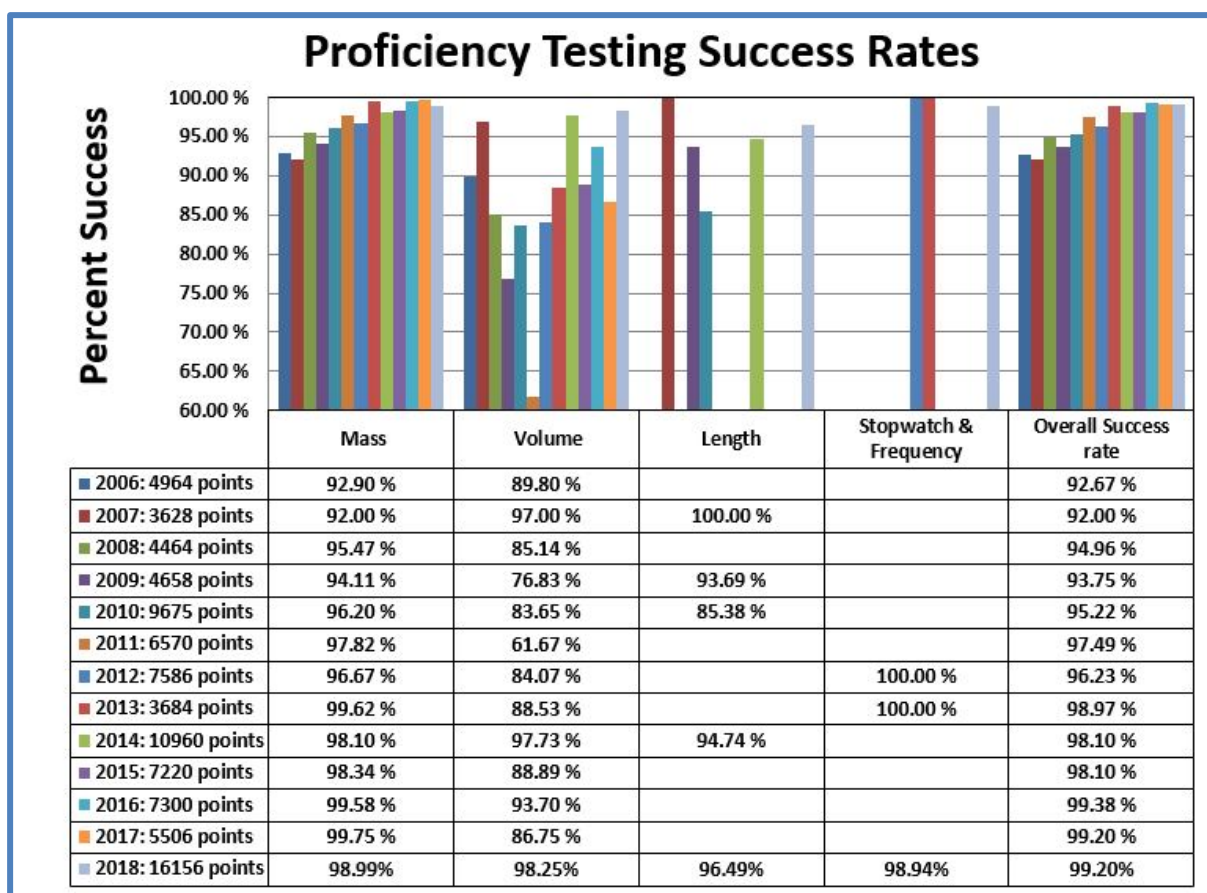 Proficiency Testing Success Rates
Percent Success
100.00 %
95.00 %
90.00 %
85.00 %
80.00 %
75.00 %
70.00 %
65.00 %
60.00 %
Mass Volume Length Stopwatch & Frequency Overall Success rate
2006: 4964 points 92.90 % 89.80 % 92.67 %
2007: 3628 points 92.00 % 97.00 % 100.00 % 92.00 %
2008: 4464 points 95.47 % 85.14 % 94.96 %
2009: 4658 points 94.11 % 76.83 % 93.69 % 93.75 %
2010: 9675 points 96.20 % 83.65 % 85.38 % 95.22 %
2011: 6570 points 97.82 % 61.67 % 97.49 %
2012: 7586 points 96.67 % 84.07 % 100.00 % 96.23 %
2013: 3684 points 99.62 % 88.53 % 100.00 % 98.97 %
2014: 10960 points 98.10 % 97.73 % 94.74 % 98.10 %
2015: 7220 points 98.34 % 88.89 % 98.10 %
2016: 7300 points 99.58 % 93.70 % 99.38 %
2017: 5506 points 99.75 % 86.75 % 99.20 %
2018: 16156 points 98.99% 98.25% 96.49% 98.94% 99.20%